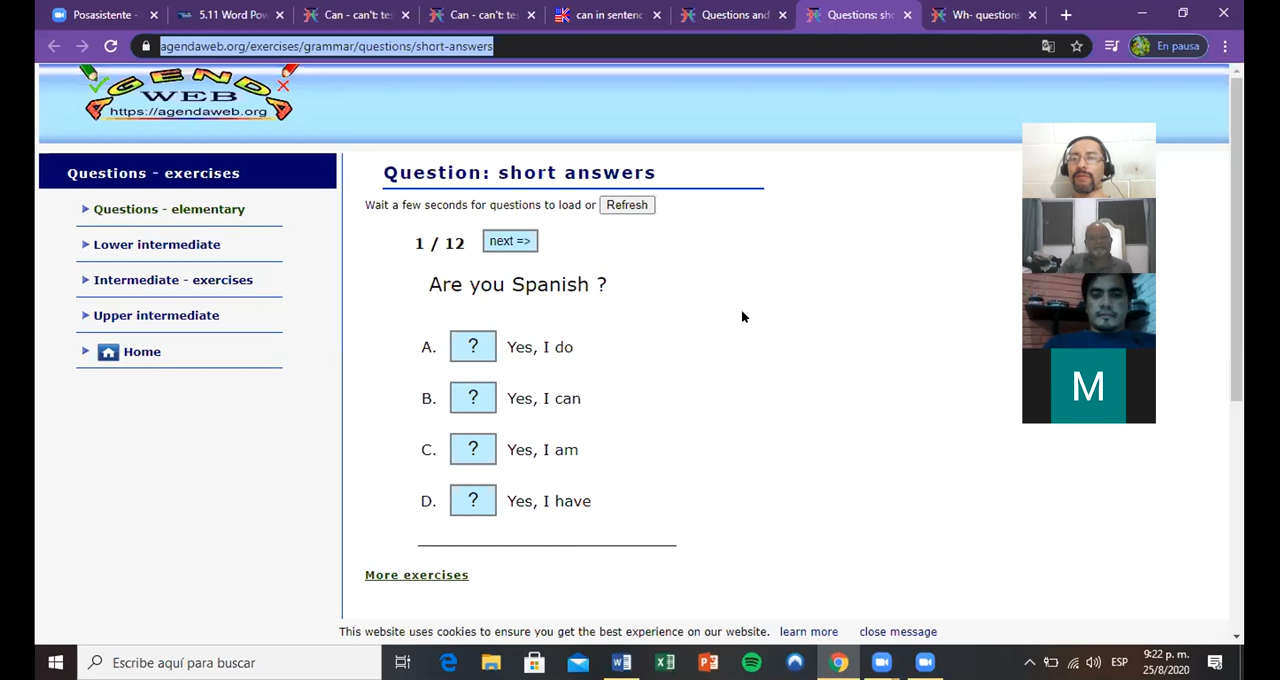 Posasistente -
5.11 Word Pow
Can - can't: te
Can - can't: te
can in sentenc
Questions and
Questions: sho
Wh- questions
agendaweb.org/exercises/grammar/questions/short-answers
En pausa
AGENDA
WEB
https://agendaweb.org
Questions - exercises
Questions - elementary
Lower intermediate
Intermediate - exercises
Upper intermediate
Home
Question: short answers
Wait a few seconds for questions to load or Refresh
1 / 12 next =>
Are you Spanish ?
A. ? Yes, I do
B. ? Yes, I can
C. ? Yes, I am
D. ? Yes, I have
More exercises
M
This website uses cookies to ensure you get the best experience on our website. learn more close message
Escribe aquí para buscar
ESP
9:22 p. m.
25/8/2020